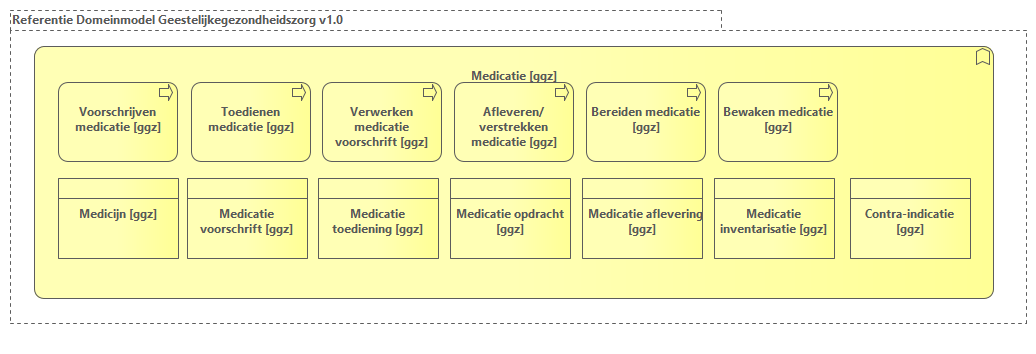 Referentie Domeinmodel Geestelijkegezondheidszorg v1.0
Medicatie [ggz]
Voorschrijven
medicatie [ggz]
Toedienen
medicatie [ggz]
Verwerken
medicatie
voorschrift [ggz]
Afleveren/
verstrekken
medicatie [ggz]
Bereiden medicatie
[ggz]
Bewaken medicatie
[ggz]
Medicijn [ggz]
Medicatie
voorschrift [ggz]
Medicatie
toediening [ggz]
Medicatie opdracht
[ggz]
Medicatie aflevering
[ggz]
Medicatie
inventarisatie [ggz]
Contra-indicatie
[ggz]